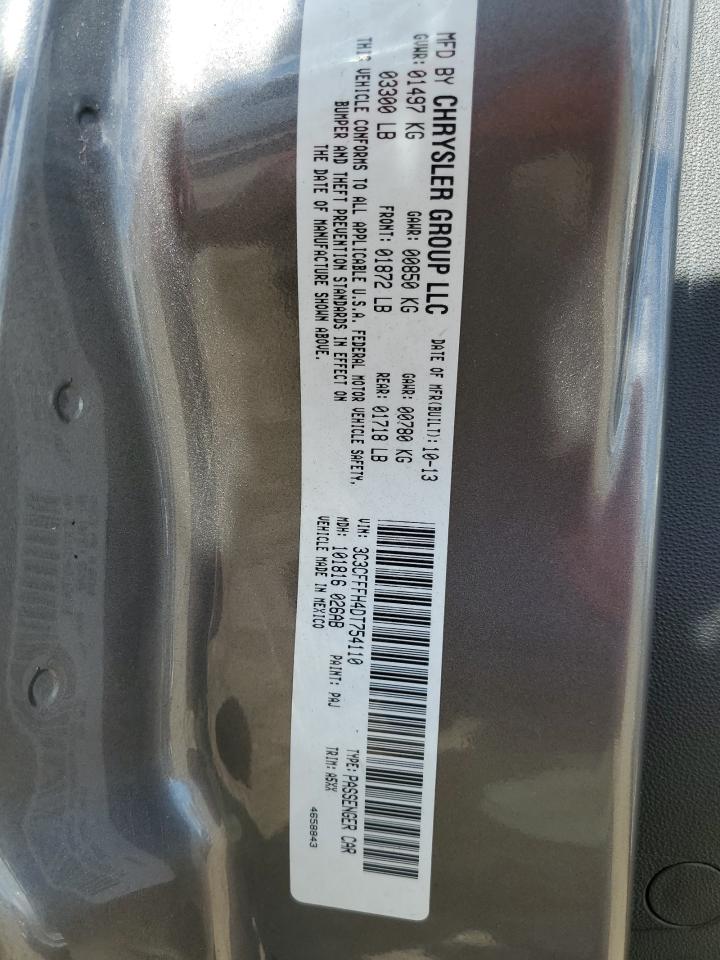 MFD BY CHRYSLER GROUP LLC DATE OF MFR(BUILT): 10-13
GVWR: 01497 KG GAWR: 00850 KG GAWR: 00780 KG
03300 LB FRONT: 01872 LB REAR: 01718 LB
THIS VEHICLE CONFORMS TO ALL APPLICABLE U.S.A. FEDERAL MOTOR VEHICLE SAFETY,
BUMPER AND THEFT PREVENTION STANDARDS IN EFFECT ON
THE DATE OF MANUFACTURE SHOWN ABOVE.
VIN: 3C3CFFFH4DT754110 TYPE: PASSENGER CAR
MDH: 101816 026AB PAINT: PAJ TRIM: A5XX
VEHICLE MADE IN MEXICO 4658843